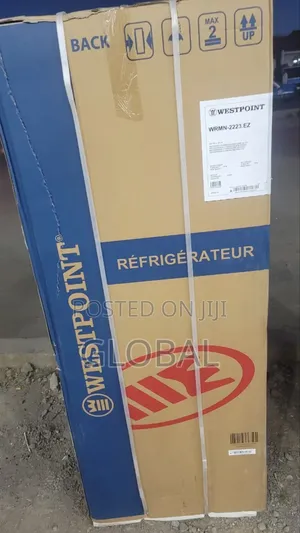 BACK
MAX
2
UP
WESTPOINT
WRMN-2223.EZ
RÉFRIGÉRATEUR
WESTPOINT®
POSTED ON JIJI
GLOBAL